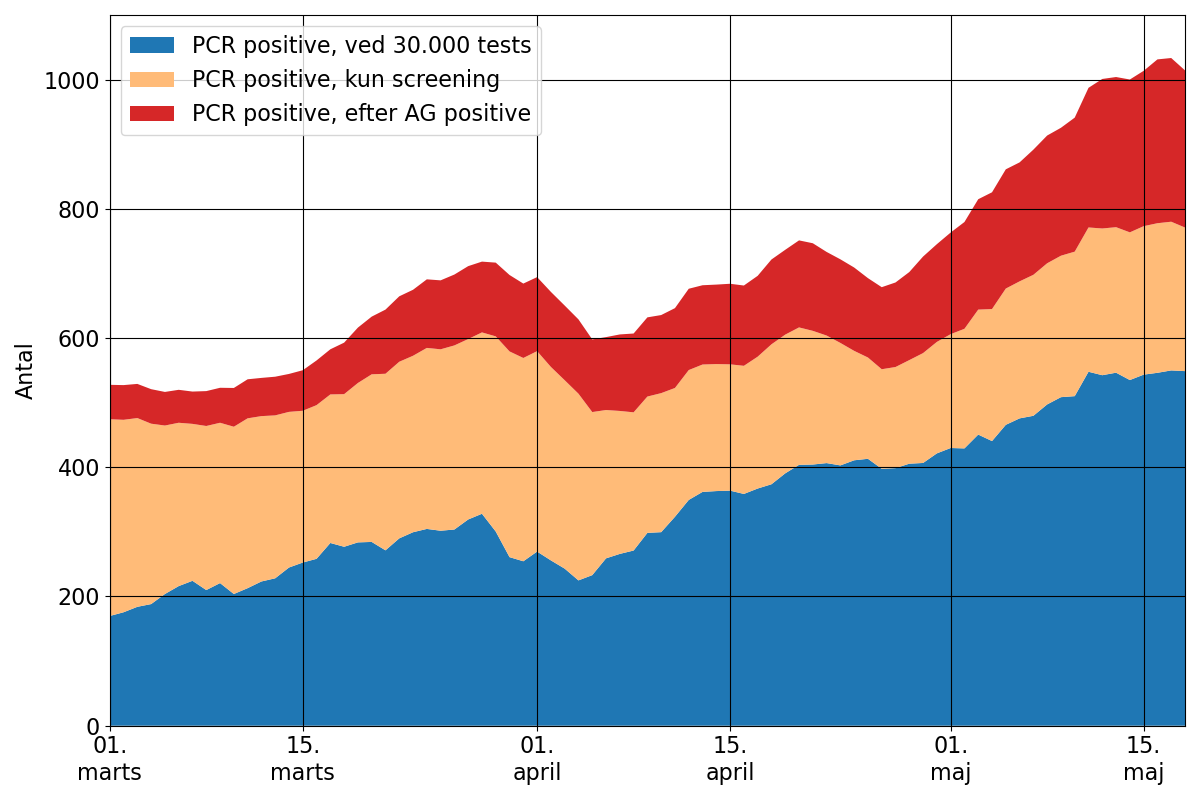 PCR positive, ved 30.000 tests
PCR positive, kun screening
PCR positive, efter AG positive
Antal
1000
800
600
400
200
0
01.
marts
15.
marts
01.
april
15.
april
01.
maj
15.
maj